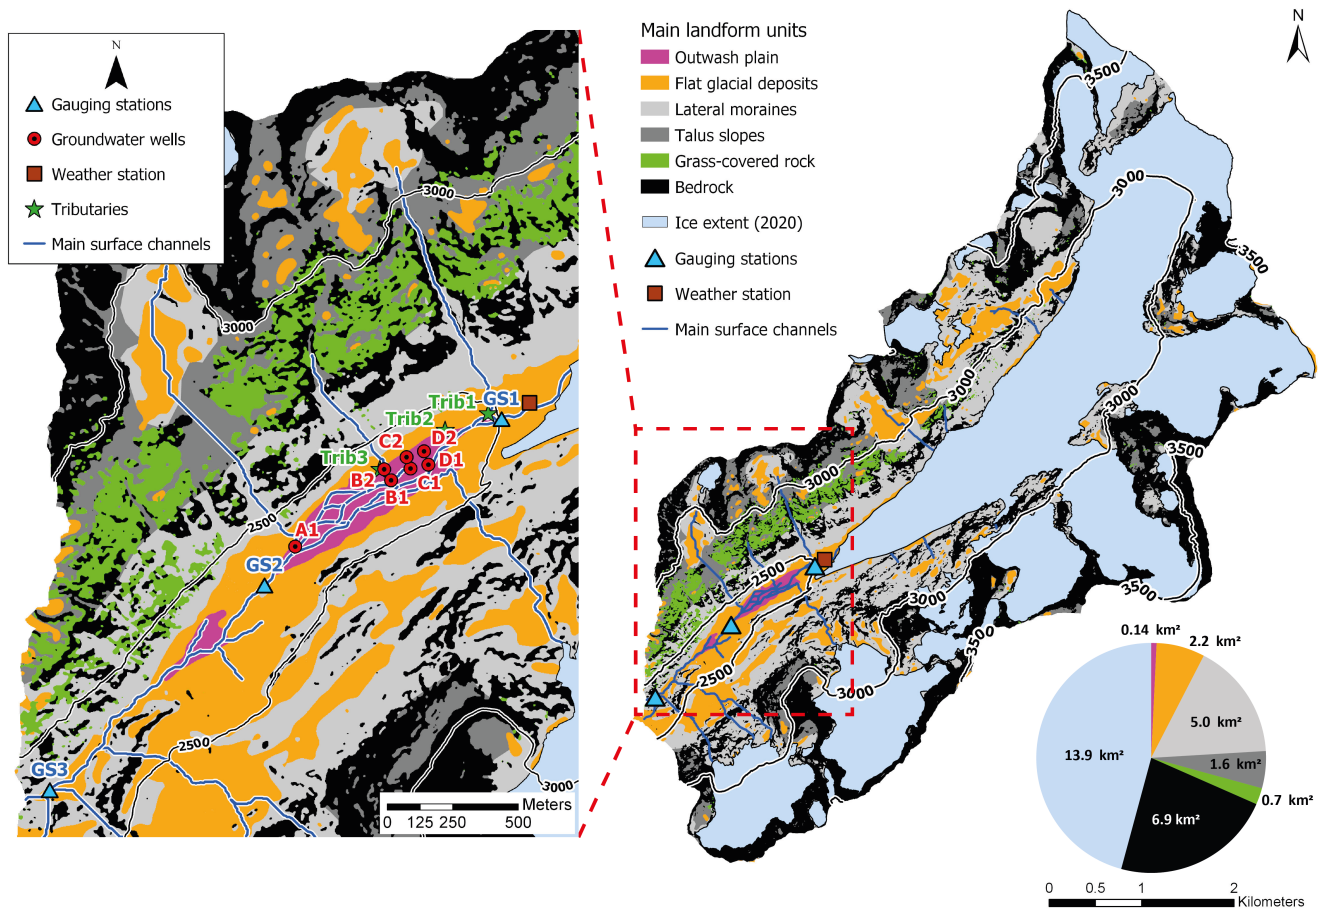 N
Gauging stations
Groundwater wells
Weather station
Tributaries
Main surface channels
3000
3000
Trib1
GS1
Trib2
C2
D2
Trib3
D1
B2
C1
B1
2500
A1
GS2
2500
GS3
3000
Meters
0 125 250 500
Main landform units
Outwash plain
Flat glacial deposits
Lateral moraines
Talus slopes
Grass-covered rock
Bedrock
Ice extent (2020)
Gauging stations
Weather station
Main surface channels
N
3500
3000
3500
3000
3000
3500
3000
2500
3500
3000
3500
2500
3000
0.14 km²
2.2 km²
5.0 km²
13.9 km²
1.6 km²
0.7 km²
6.9 km²
0 0.5 1 2
Kilometers